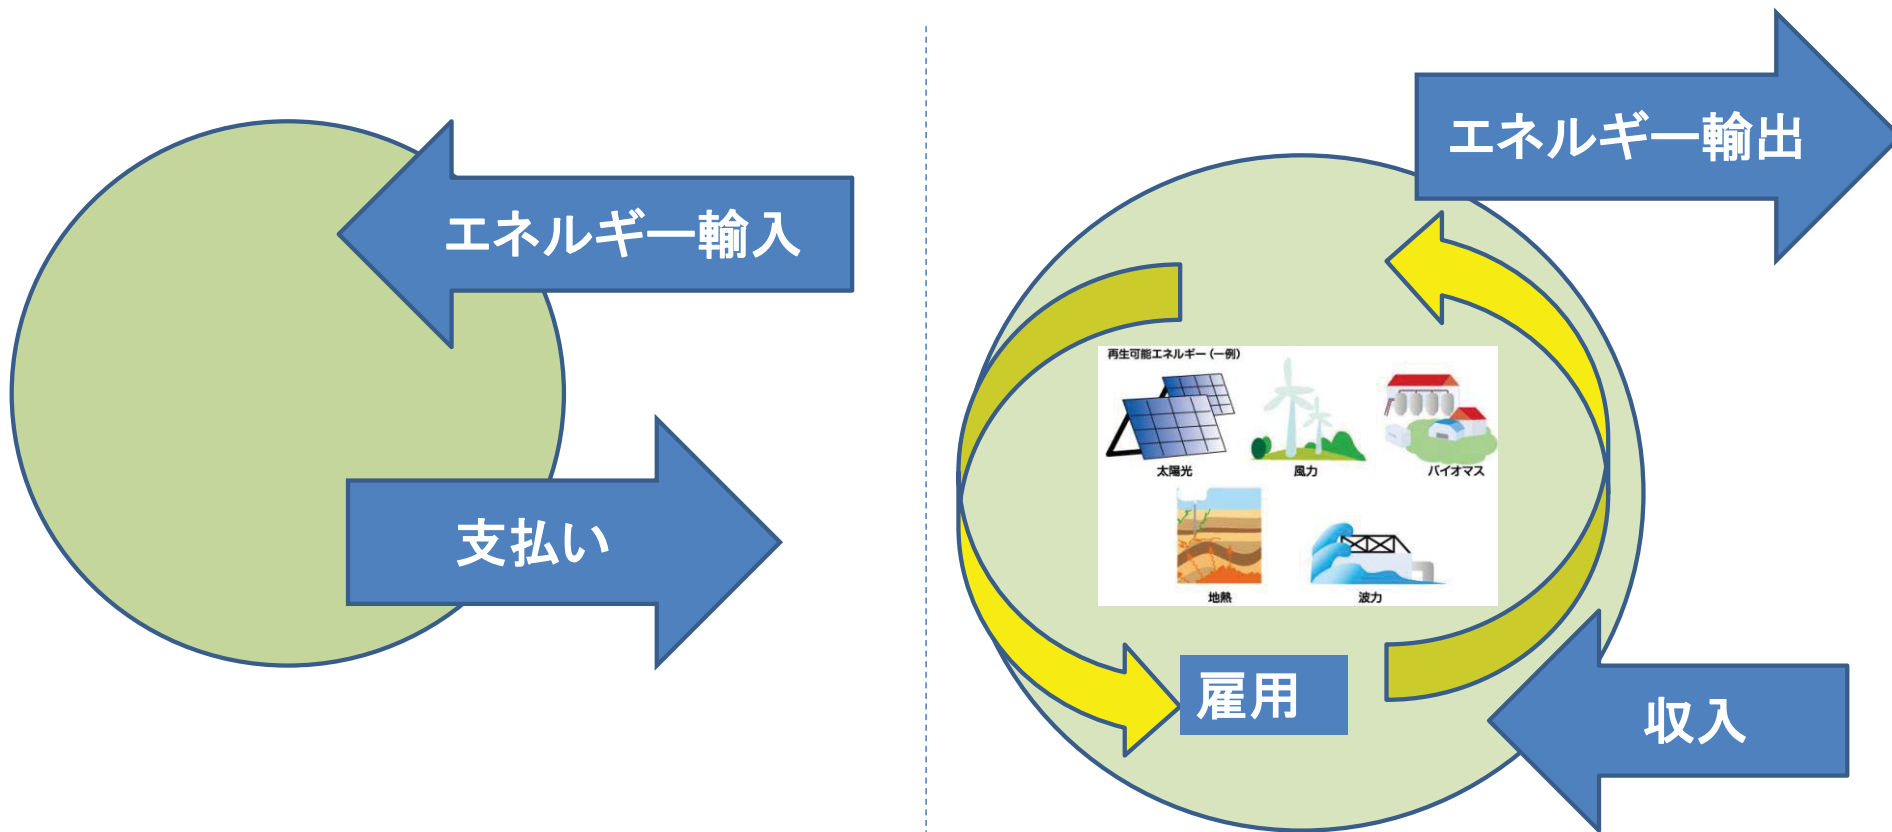 エネルギー輸入
支払い
エネルギー輸出
再生可能エネルギー（一例）
太陽光
風力
バイオマス
地熱
波力
雇用
収入